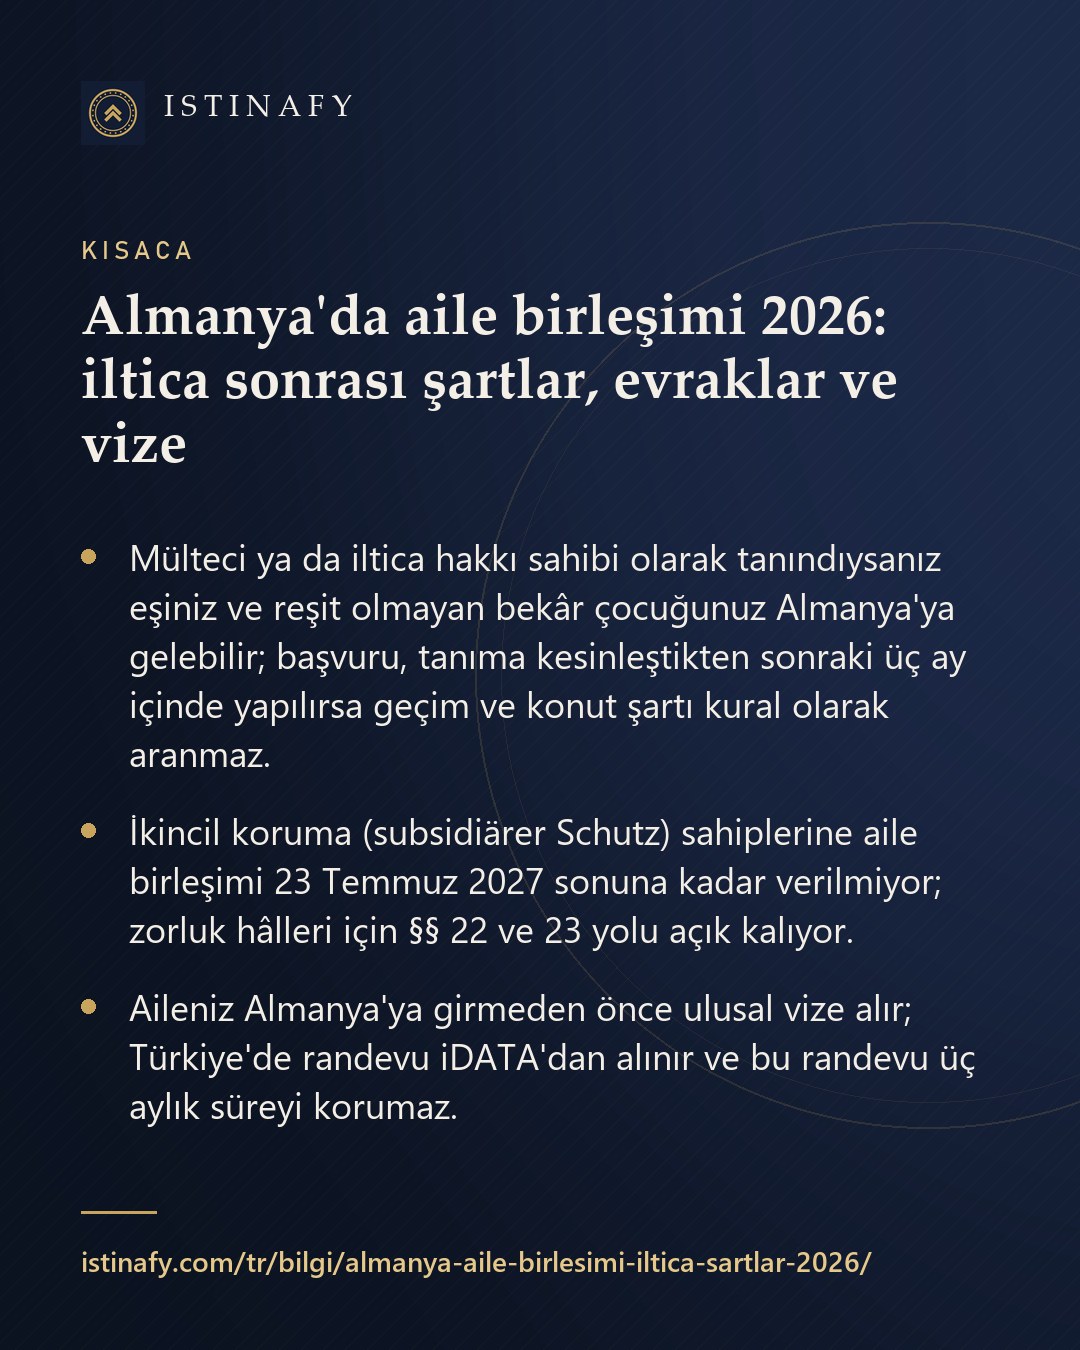 ISTINAFY
KISACA
Almanya'da aile birleşimi 2026:
iltica sonrası şartlar, evraklar ve
vize
Mülteci ya da iltica hakkı sahibi olarak tanındıysanız
eşiniz ve reşit olmayan bekâr çocuğunuz Almanya'ya
gelebilir; başvuru, tanıma kesinleştikten sonraki üç ay
içinde yapılırsa geçim ve konut şartı kural olarak
aranmaz.
İkincil koruma (subsidiärer Schutz) sahiplerine aile
birleşimi 23 Temmuz 2027 sonuna kadar verilmiyor;
zorluk hâlleri için §§ 22 ve 23 yolu açık kalıyor.
Aileniz Almanya'ya girmeden önce ulusal vize alır;
Türkiye'de randevu iDATA'dan alınır ve bu randevu üç
aylık süreyi korumaz.
istinafy.com/tr/bilgi/almanya-aile-birlesimi-iltica-sartlar-2026/